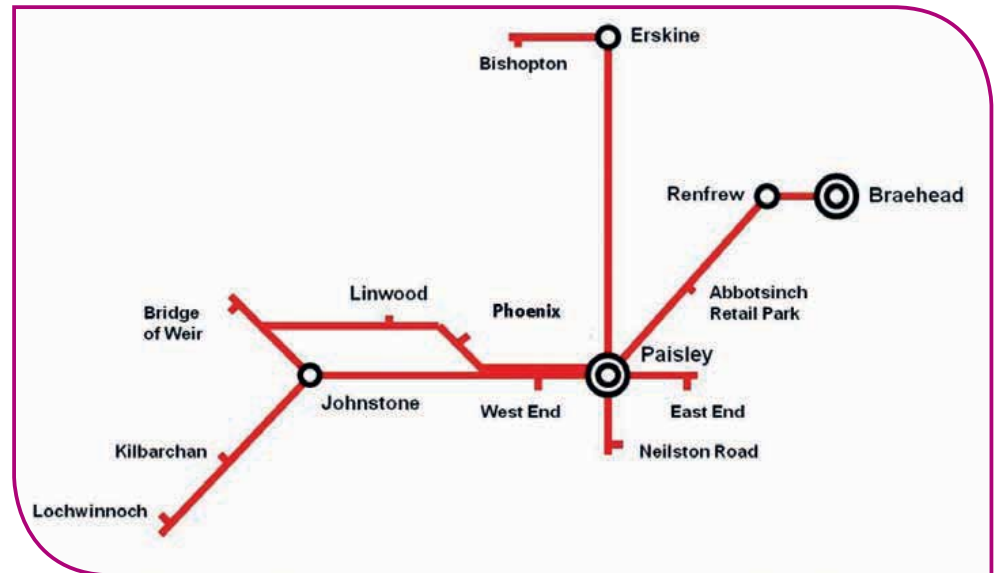 Erskine
Bishopton
Renfrew
Braehead
Linwood
Phoenix
Abbotsinch
Retail Park
Bridge
of Weir
Paisley
Johnstone
West End
East End
Kilbarchan
Neilston Road
Lochwinnoch